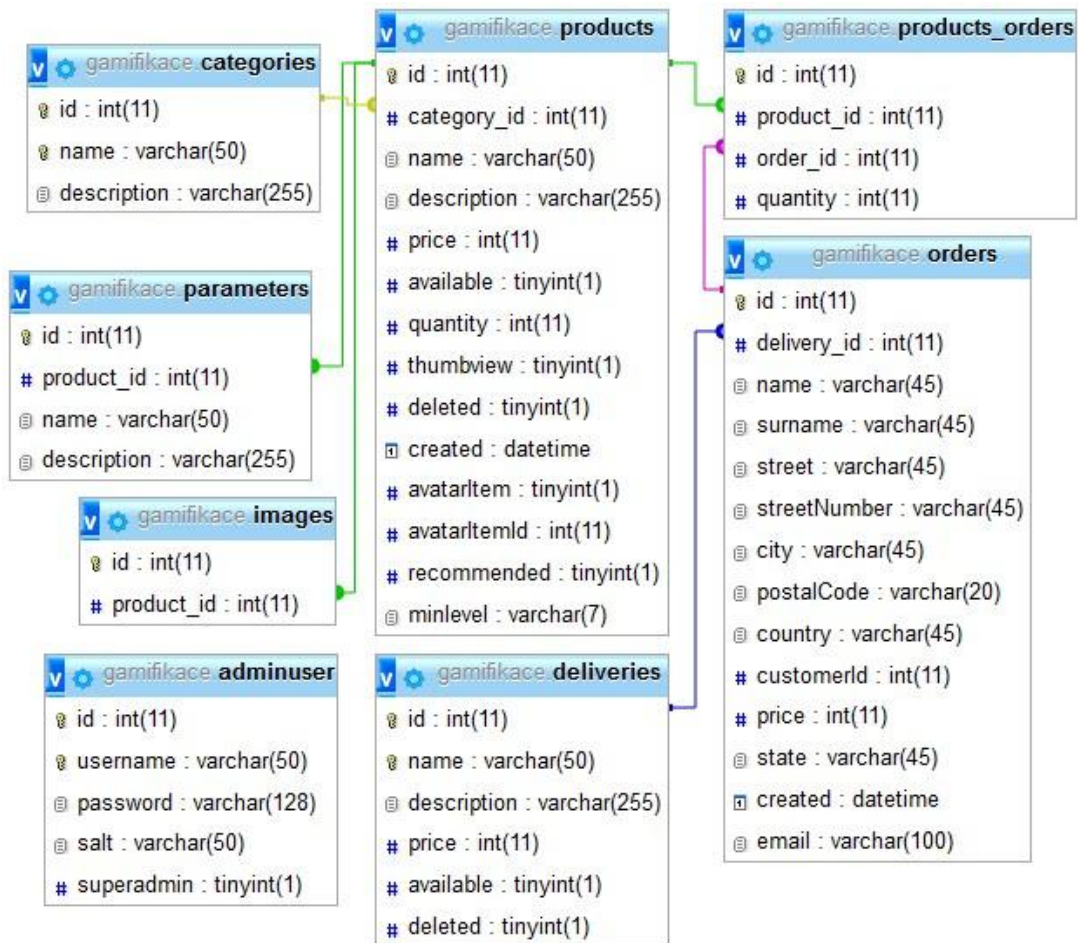 gamifikace categories
id : int(11)
name : varchar(50)
description : varchar(255)
gamifikace parameters
id : int(11)
product_id : int(11)
name : varchar(50)
description : varchar(255)
gamifikace images
id : int(11)
product_id : int(11)
gamifikace adminuser
id : int(11)
username : varchar(50)
password : varchar(128)
salt : varchar(50)
superadmin : tinyint(1)
gamifikace products
id : int(11)
category_id : int(11)
name : varchar(50)
description : varchar(255)
price : int(11)
available : tinyint(1)
quantity : int(11)
thumbview : tinyint(1)
deleted : tinyint(1)
created : datetime
avatarItem : tinyint(1)
avatarItemId : int(11)
recommended : tinyint(1)
minlevel : varchar(7)
gamifikace deliveries
id : int(11)
name : varchar(50)
description : varchar(255)
price : int(11)
available : tinyint(1)
deleted : tinyint(1)
gamifikace products_orders
id : int(11)
product_id : int(11)
order_id : int(11)
quantity : int(11)
gamifikace orders
id : int(11)
delivery_id : int(11)
name : varchar(45)
surname : varchar(45)
street : varchar(45)
streetNumber : varchar(45)
city : varchar(45)
postalCode : varchar(20)
country : varchar(45)
customerId : int(11)
price : int(11)
state : varchar(45)
created : datetime
email : varchar(100)